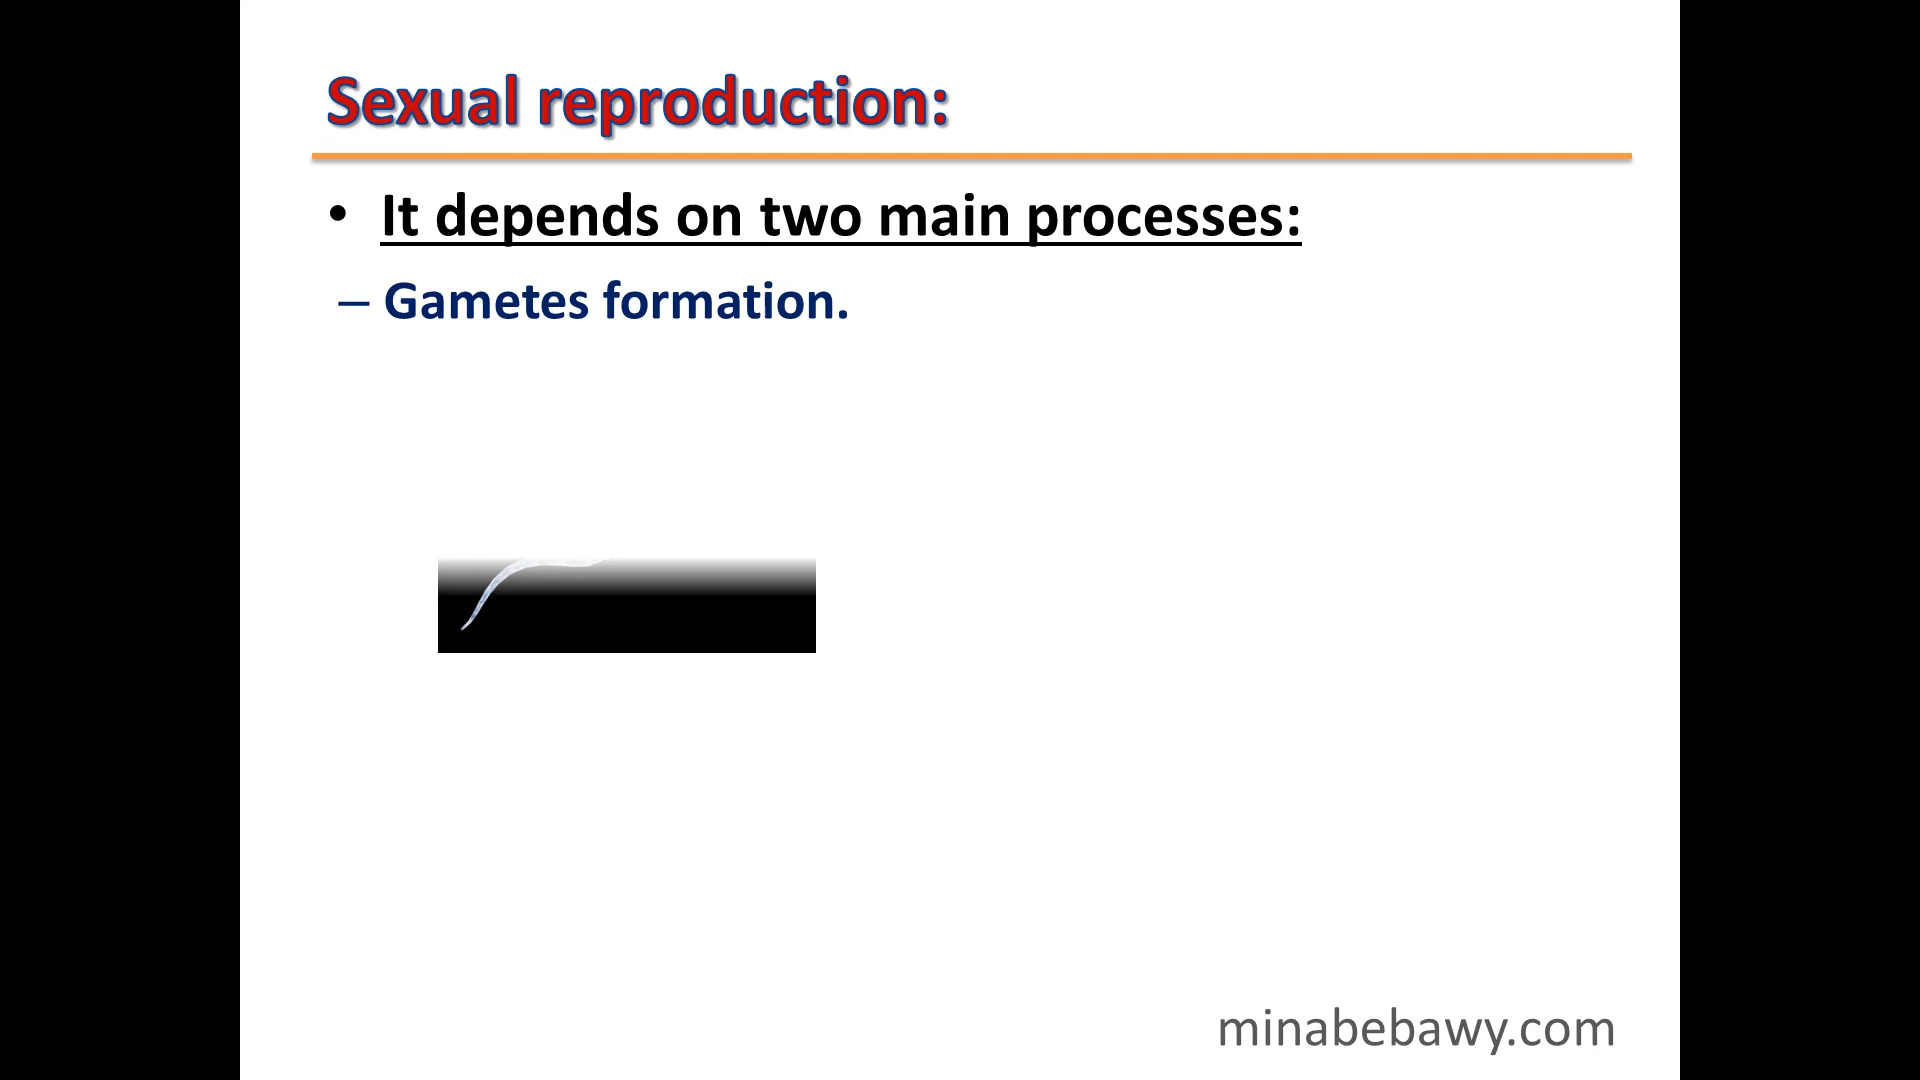 Sexual reproduction:
• It depends on two main processes:
– Gametes formation.
minabebawy.com